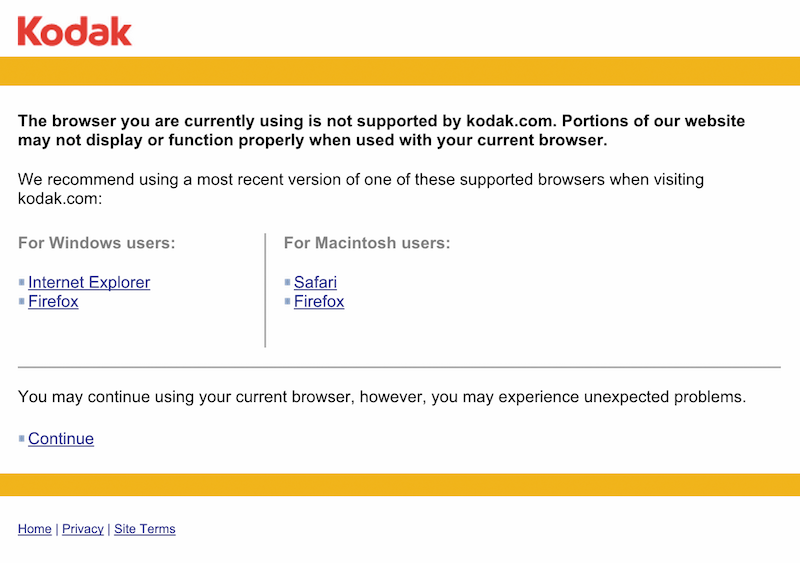 Kodak
The browser you are currently using is not supported by kodak.com. Portions of our website
may not display or function properly when used with your current browser.
We recommend using a most recent version of one of these supported browsers when visiting
kodak.com:
For Windows users:
Internet Explorer
Firefox
For Macintosh users:
Safari
Firefox
You may continue using your current browser, however, you may experience unexpected problems.
Continue
Home | Privacy | Site Terms